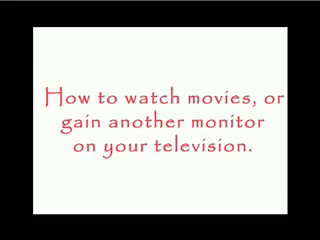 How to watch movies, or
gain another monitor
on your television.